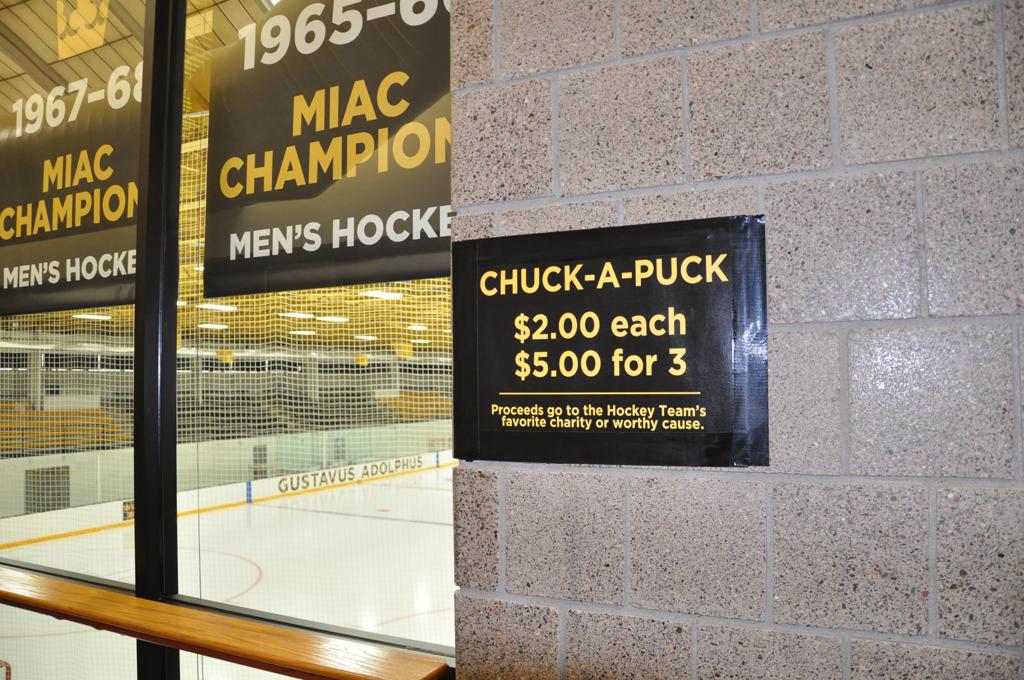 1967–68
MIAC
CHAMPION
MEN'S HOCKE
1965–6
MIAC
CHAMPION
MEN'S HOCKE
GUSTAVUS ADOLPHUS
CHUCK-A-PUCK
$2.00 each
$5.00 for 3
Proceeds go to the Hockey Team's
favorite charity or worthy cause.